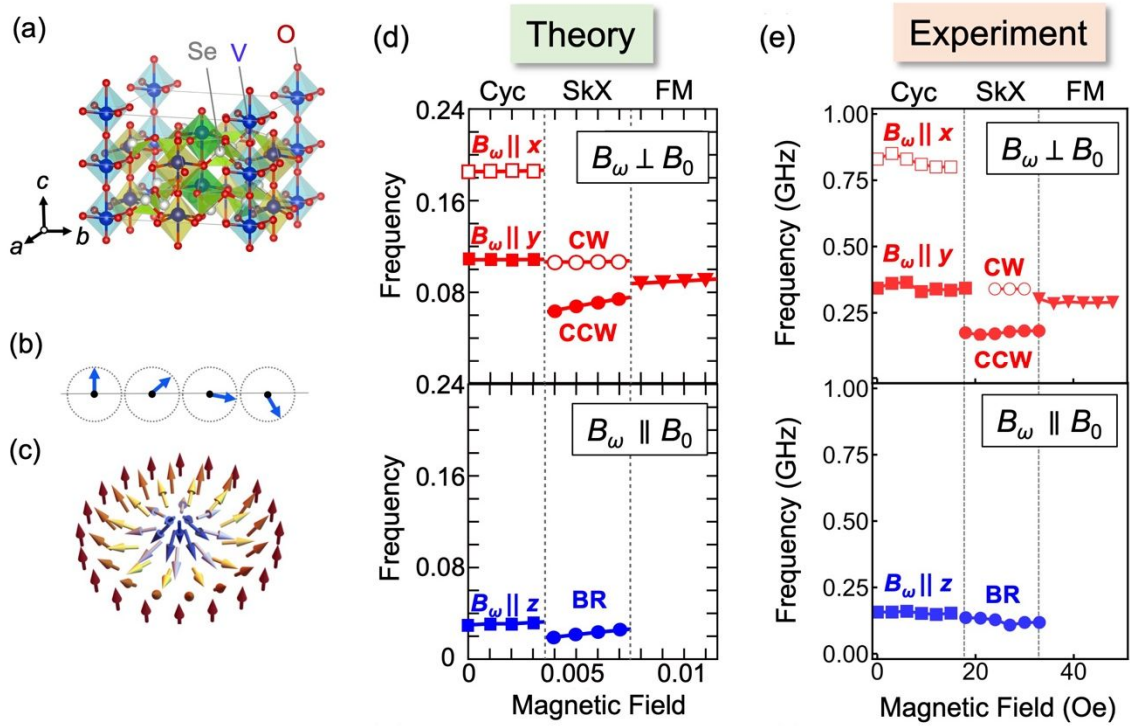 (a)
Se
V
O
c
a
b
(b)
(c)
(d)
Theory
Cyc SkX FM
0.24
0.16
0.08
Frequency
Bω || x
Bω ⊥ B0
Bω || y
CW
CCW
0.24
0.16
0.08
0
Frequency
Bω || B0
Bω || z
BR
0 0.005 0.01
Magnetic Field
(e)
Experiment
Cyc SkX FM
1.00
0.75
0.50
0.25
0.00
Frequency (GHz)
Bω || x
Bω ⊥ B0
Bω || y
CW
CCW
1.00
0.75
0.50
0.25
0.00
Frequency (GHz)
Bω || B0
Bω || z
BR
0 20 40
Magnetic Field (Oe)